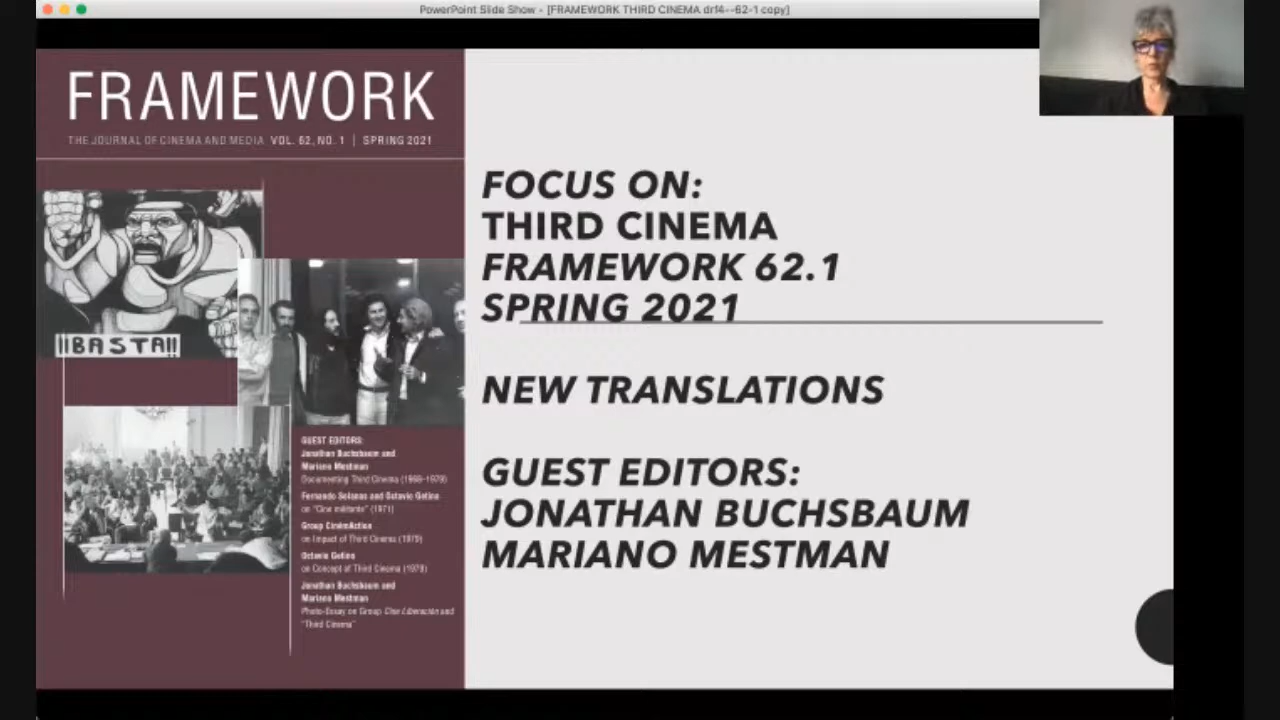 PowerPoint Slide Show - [FRAMEWORK THIRD CINEMA drf4--62-1 copy]
FRAMEWORK
THE JOURNAL OF CINEMA AND MEDIA VOL. 62, NO. 1 | SPRING 2021
!!BASTA!!
GUEST EDITORS:
Jonathan Buchsbaum and
Mariano Mestman
Documenting Third Cinema (1968–1979)
Fernando Solanas and Octavio Getino
on "Cine militante" (1971)
Group CinémAction
on Impact of Third Cinema (1979)
Octavio Getino
on Concept of Third Cinema (1979)
Jonathan Buchsbaum and
Mariano Mestman
Photo-Essay on Group Cine Liberación and
"Third Cinema"
FOCUS ON:
THIRD CINEMA
FRAMEWORK 62.1
SPRING 2021
NEW TRANSLATIONS
GUEST EDITORS:
JONATHAN BUCHSBAUM
MARIANO MESTMAN